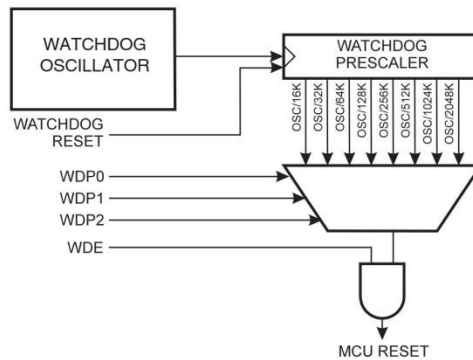 WATCHDOG
OSCILLATOR
WATCHDOG
PRESCALER
WATCHDOG
RESET
OSC/16K
OSC/32K
OSC/64K
OSC/128K
OSC/256K
OSC/512K
OSC/1024K
OSC/2048K
WDP0
WDP1
WDP2
WDE
MCU RESET